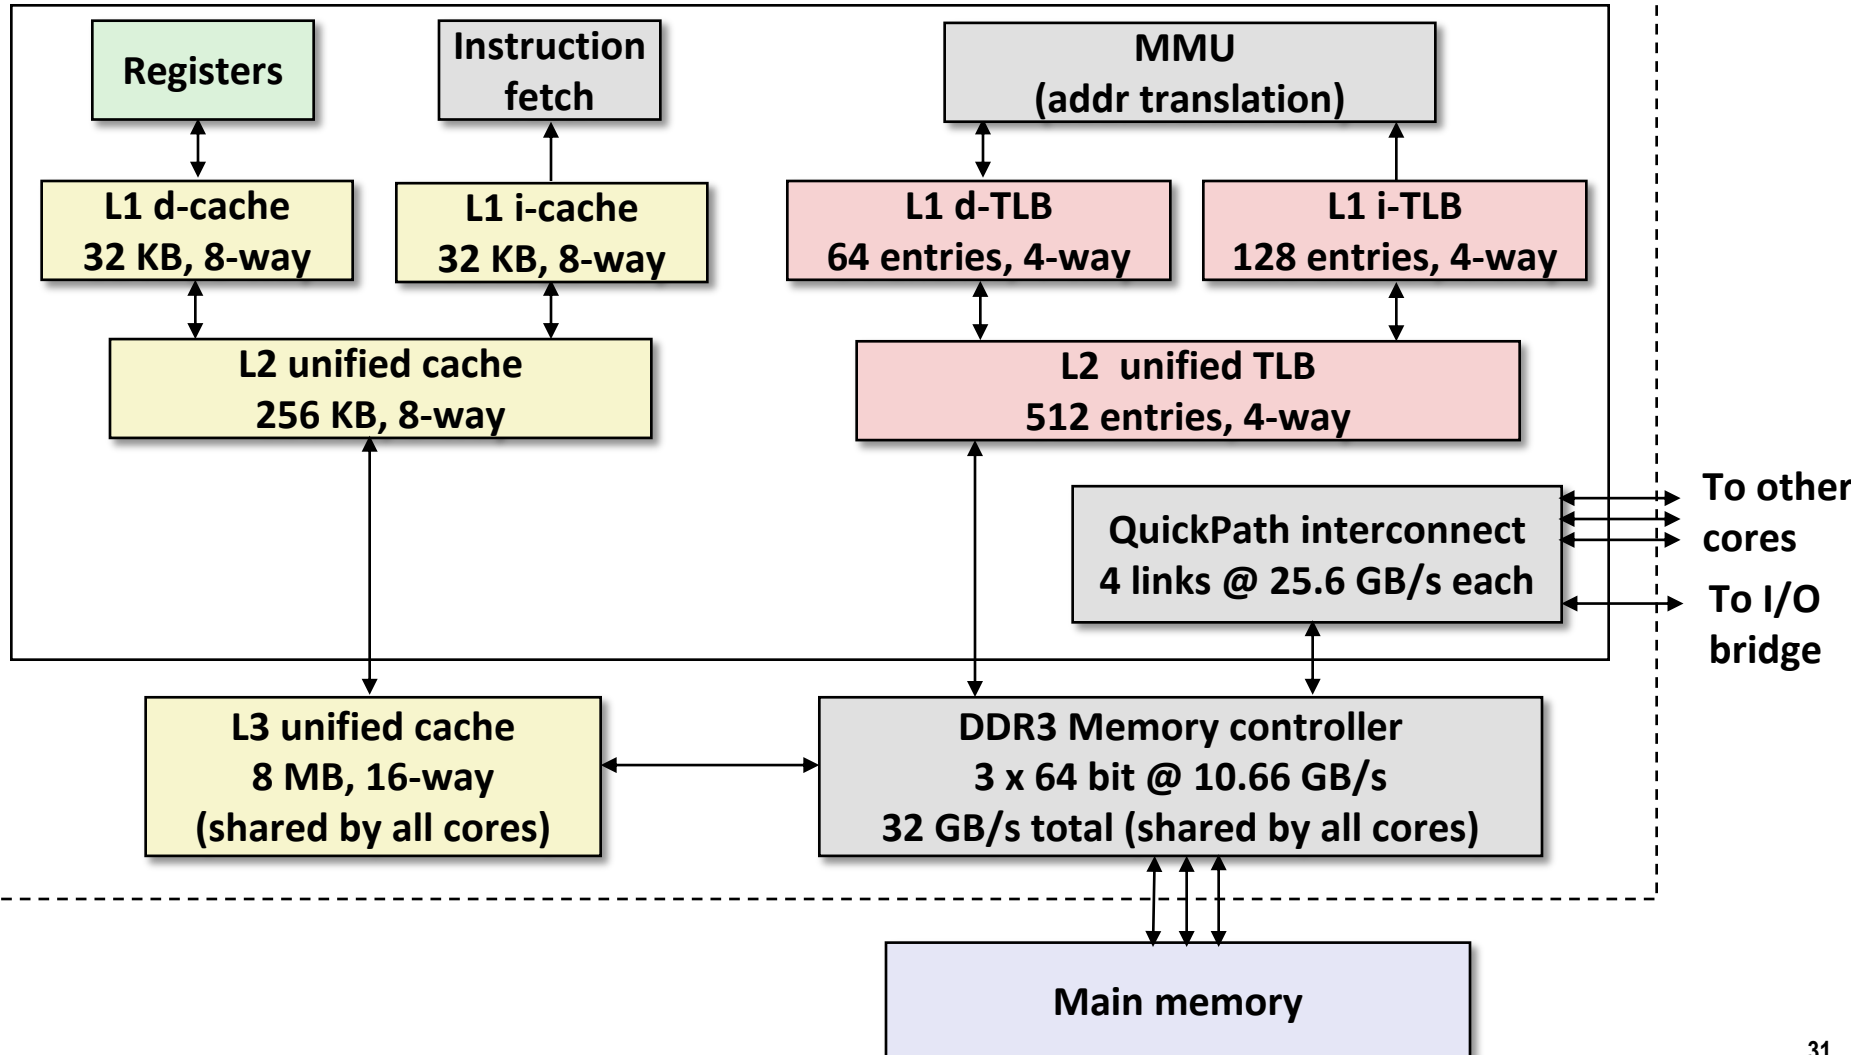 Registers
Instruction
fetch
MMU
(addr translation)
L1 d-cache
32 KB, 8-way
L1 i-cache
32 KB, 8-way
L1 d-TLB
64 entries, 4-way
L1 i-TLB
128 entries, 4-way
L2 unified cache
256 KB, 8-way
L2 unified TLB
512 entries, 4-way
QuickPath interconnect
4 links @ 25.6 GB/s each
To other
cores
To I/O
bridge
L3 unified cache
8 MB, 16-way
(shared by all cores)
DDR3 Memory controller
3 x 64 bit @ 10.66 GB/s
32 GB/s total (shared by all cores)
Main memory
31